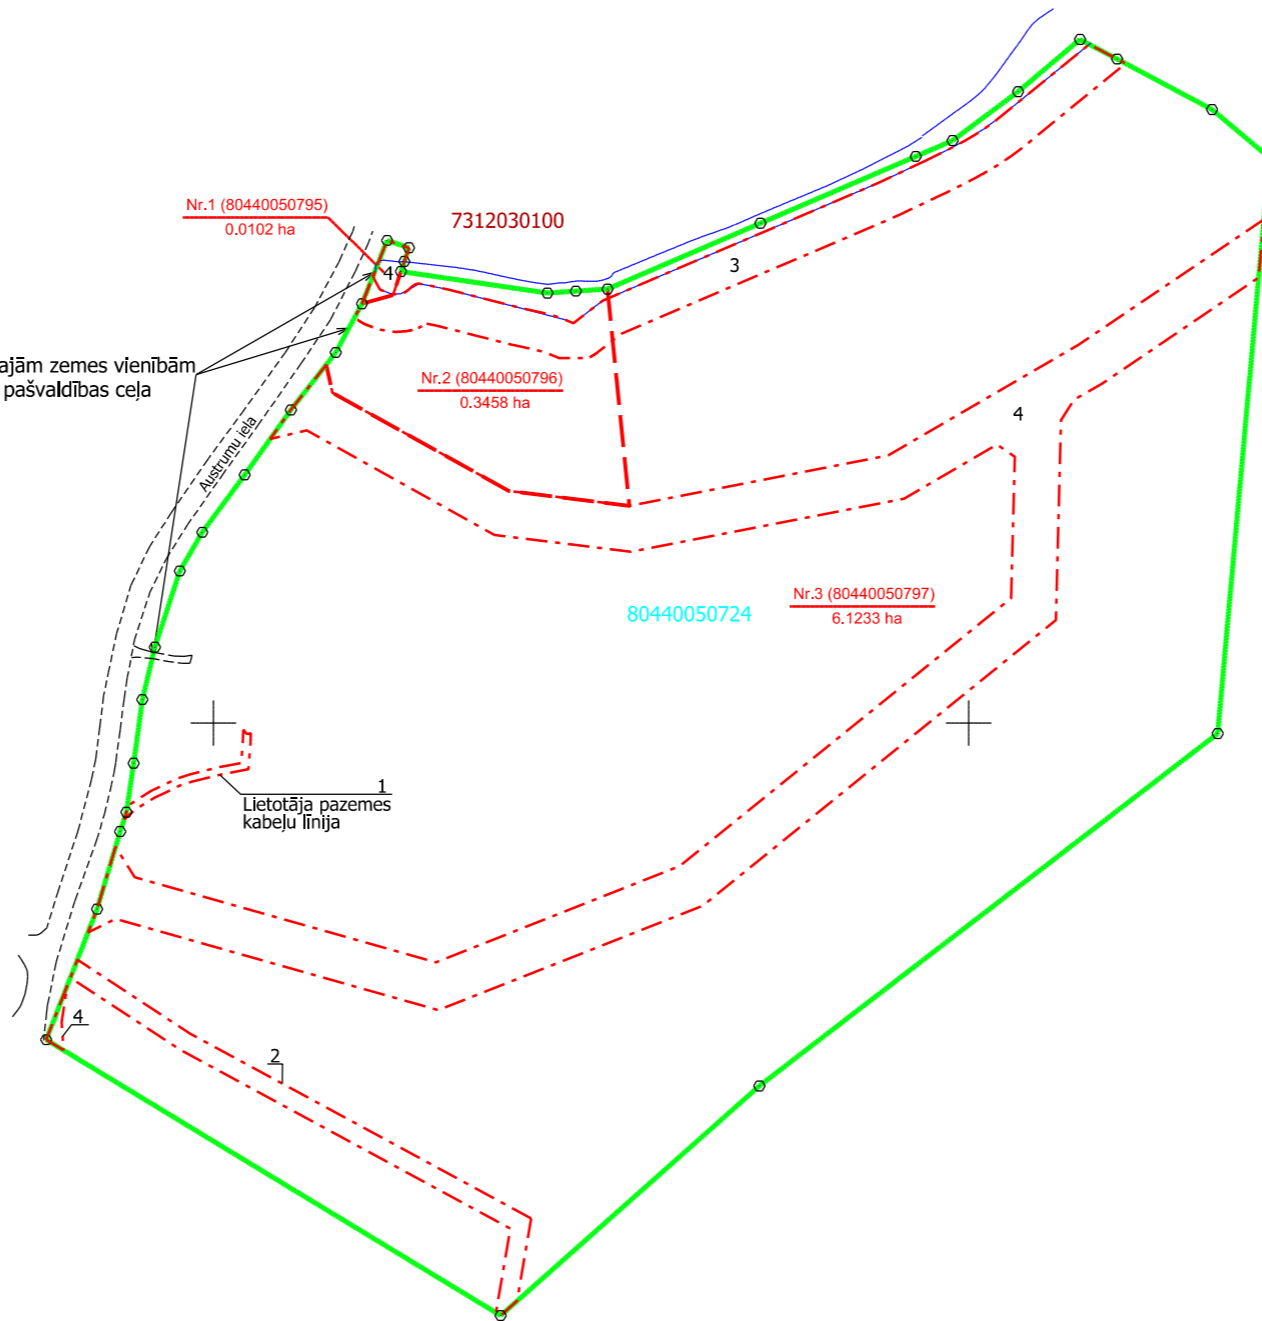 Nr.1 (80440050795)
0.0102 ha
7312030100
4
3
ajām zemes vienībām
pašvaldības ceļa
Nr.2 (80440050796)
0.3458 ha
4
Austrumu iela
80440050724
Nr.3 (80440050797)
6.1233 ha
1
Lietotāja pazemes
kabeļu līnija
4
2